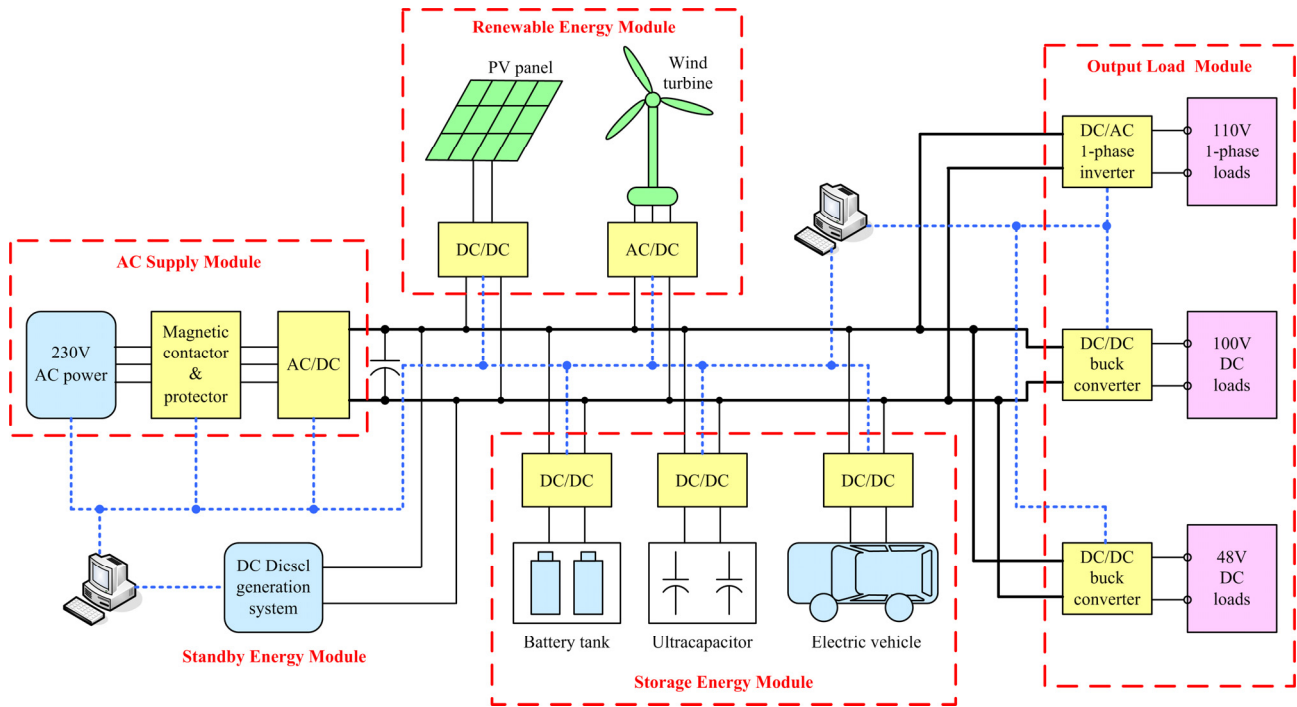 Renewable Energy Module
PV panel
Wind
turbine
DC/DC
AC/DC
AC Supply Module
230V
AC power
Magnetic
contactor
&
protector
AC/DC
DC Diesel
generation
system
Standby Energy Module
DC/DC
DC/DC
DC/DC
Battery tank
Ultracapacitor
Electric vehicle
Storage Energy Module
Output Load Module
DC/AC
1-phase
inverter
110V
1-phase
loads
DC/DC
buck
converter
100V
DC
loads
DC/DC
buck
converter
48V
DC
loads